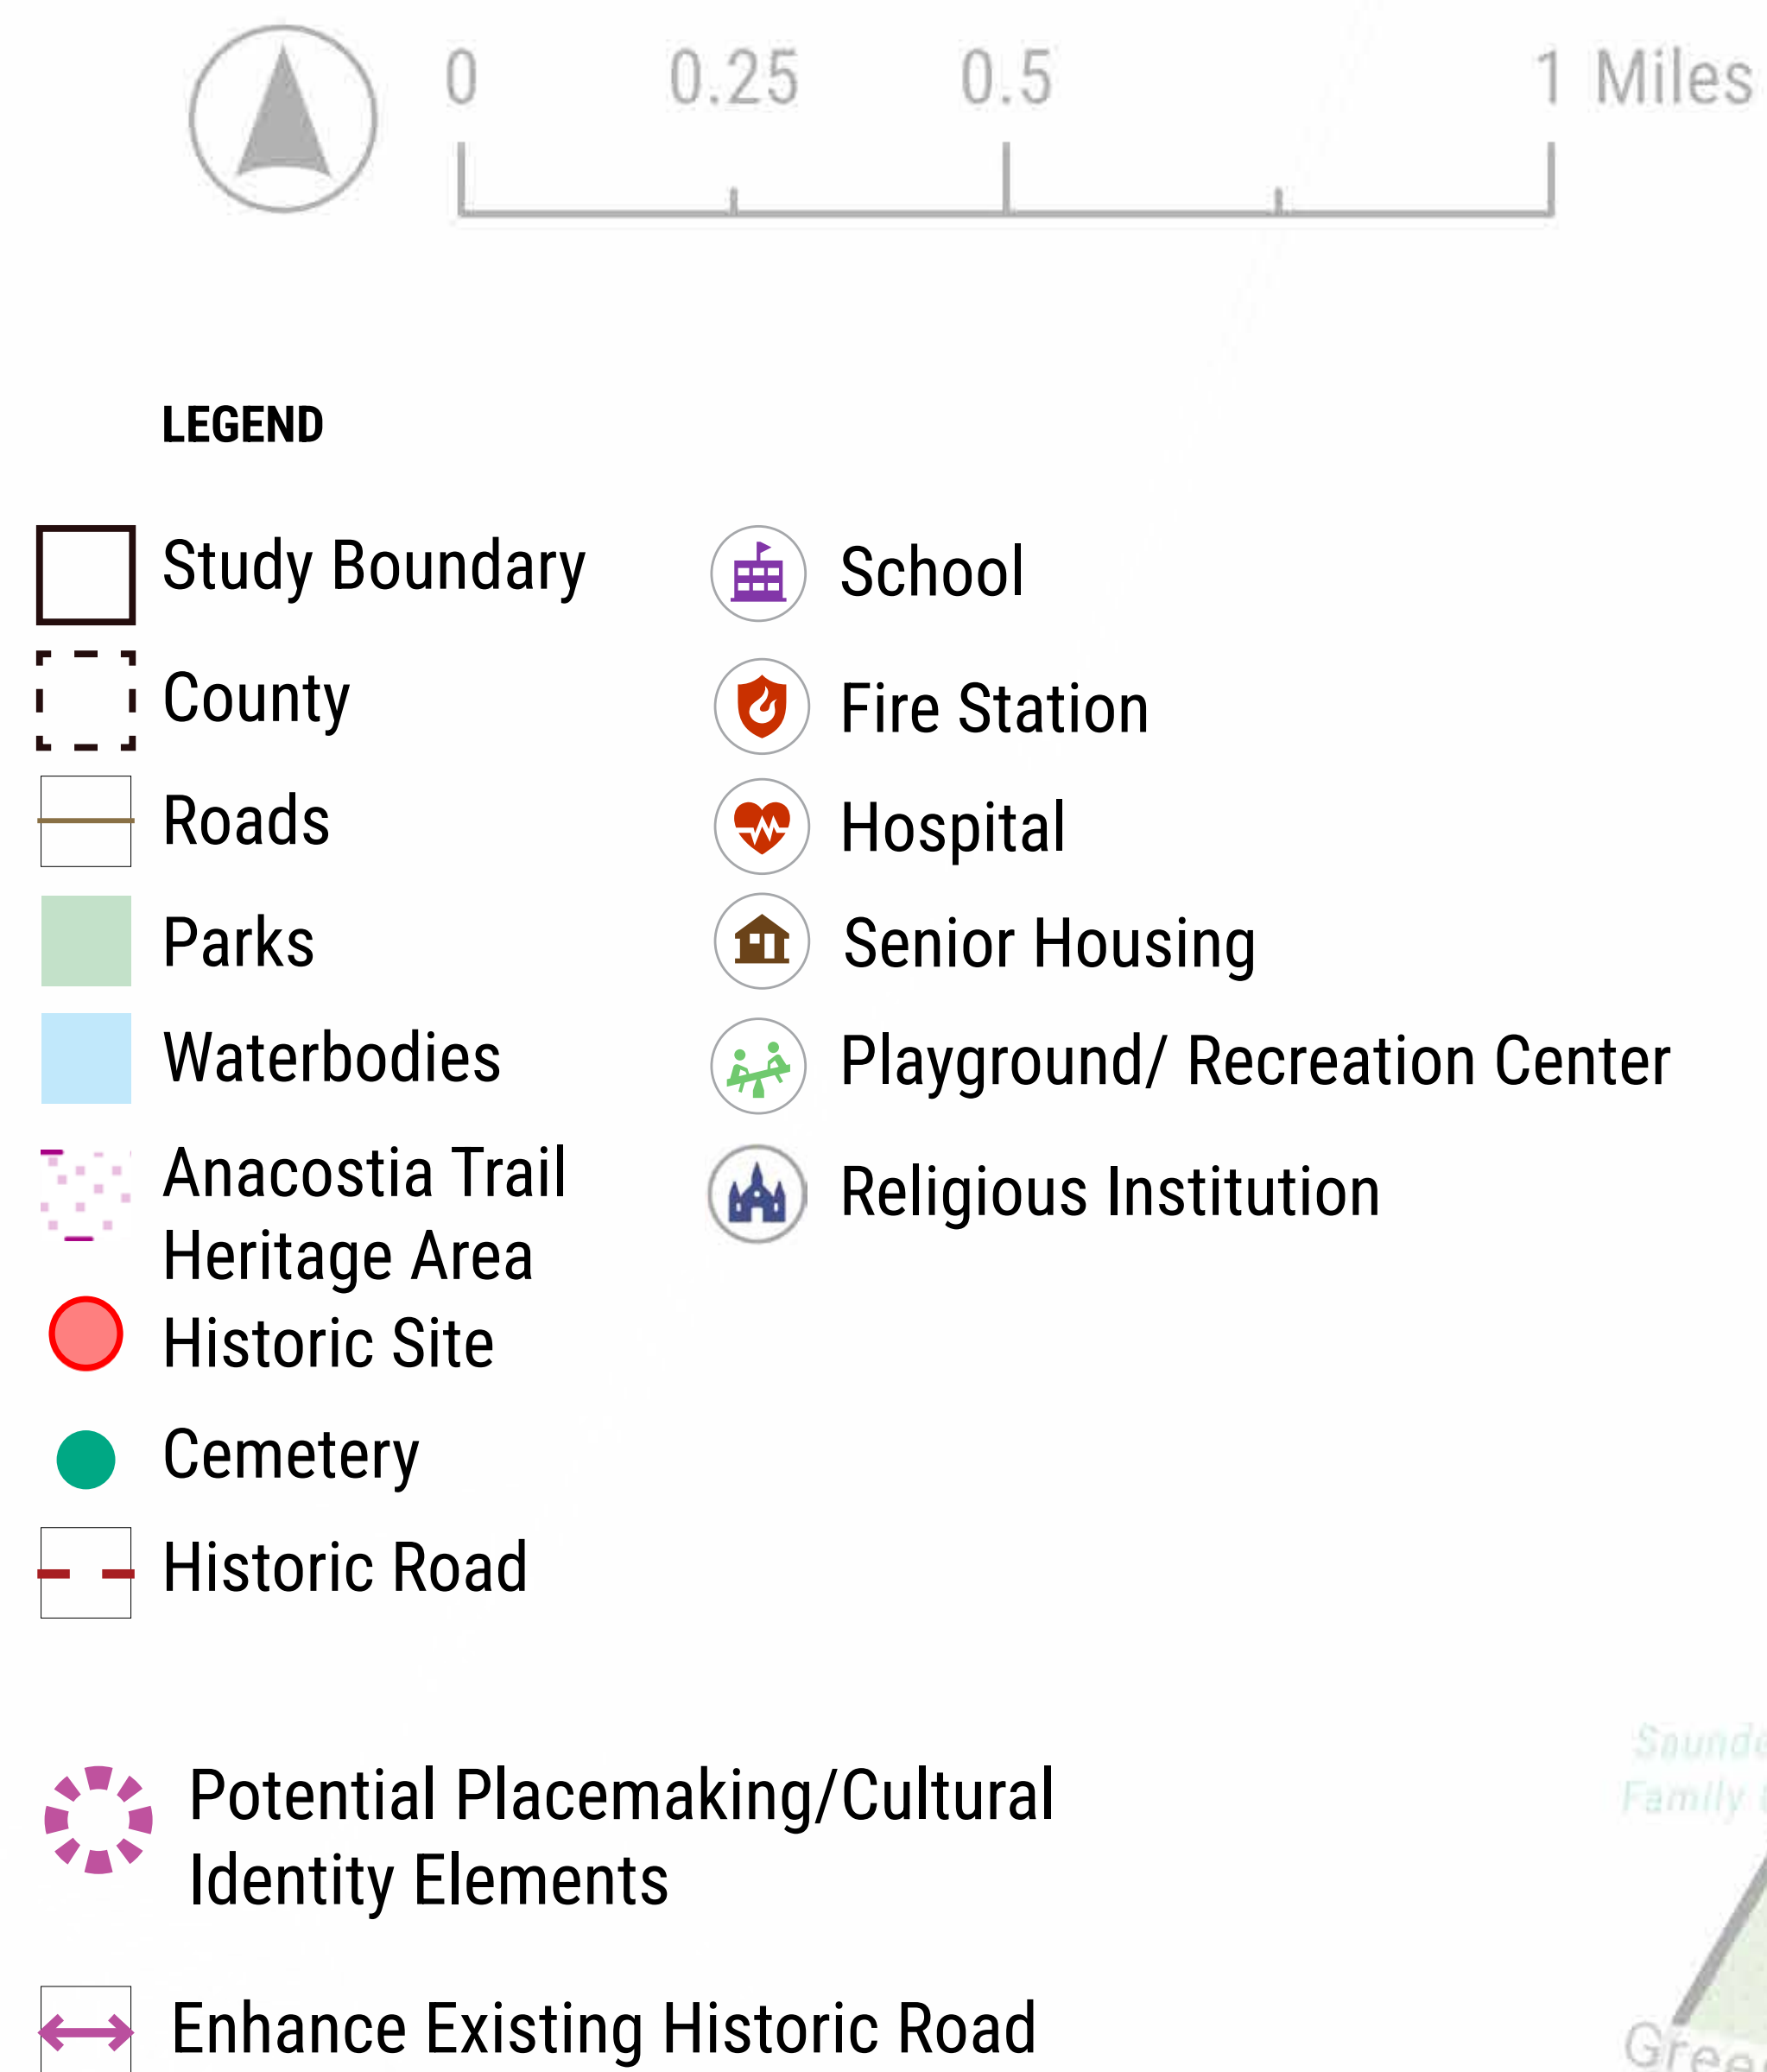 0 0.25 0.5 1 Miles
LEGEND
Study Boundary
County
Roads
Parks
Waterbodies
Anacostia Trail
Heritage Area
Historic Site
Cemetery
Historic Road
School
Fire Station
Hospital
Senior Housing
Playground/ Recreation Center
Religious Institution
Potential Placemaking/Cultural
Identity Elements
Enhance Existing Historic Road
Family